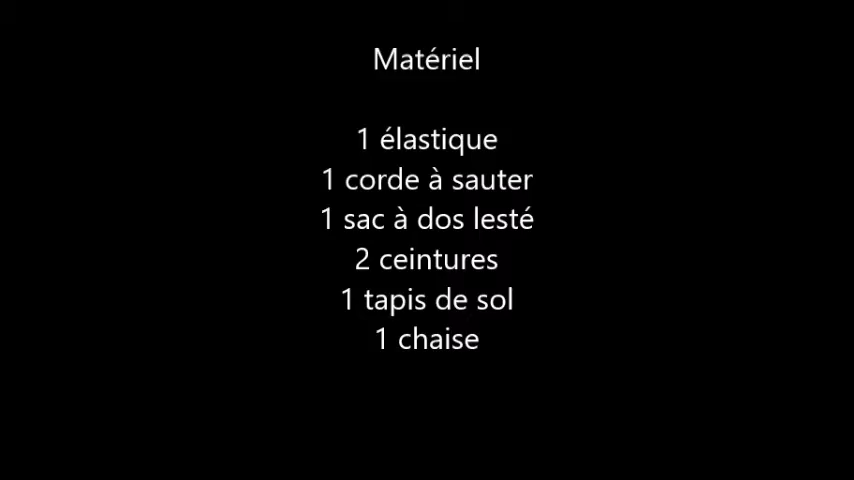 Matériel
1 élastique
1 corde à sauter
1 sac à dos lesté
2 ceintures
1 tapis de sol
1 chaise